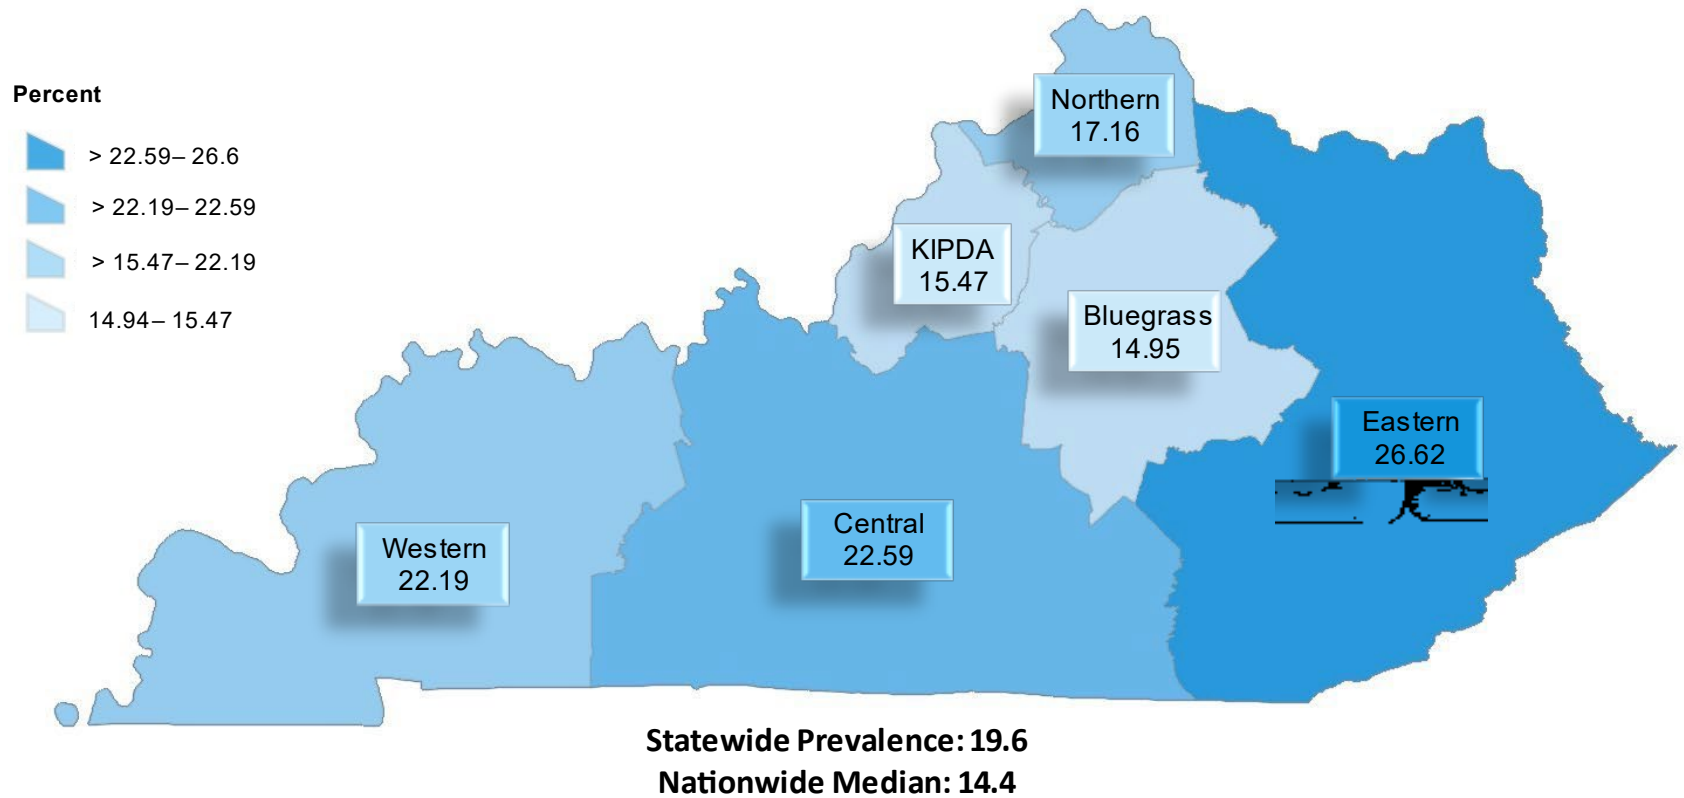 Percent
> 22.59– 26.6
> 22.19– 22.59
> 15.47– 22.19
14.94– 15.47
Northern
17.16
KIPDA
15.47
Bluegrass
14.95
Eastern
26.62
Central
22.59
Western
22.19
Statewide Prevalence: 19.6
Nationwide Median: 14.4